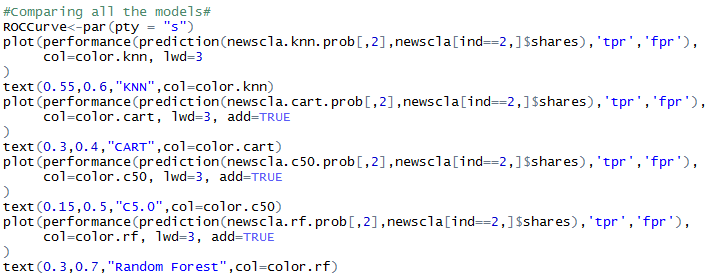 #Comparing all the models#
ROCCurve<-par(pty = "s")
plot(performance(prediction(newscla.knn.prob[,2],newscla[ind==2,]$shares),'tpr','fpr'),
     col=color.knn, lwd=3
)
text(0.55,0.6,"KNN",col=color.knn)
plot(performance(prediction(newscla.cart.prob[,2],newscla[ind==2,]$shares),'tpr','fpr'),
     col=color.cart, lwd=3, add=TRUE
)
text(0.3,0.4,"CART",col=color.cart)
plot(performance(prediction(newscla.c50.prob[,2],newscla[ind==2,]$shares),'tpr','fpr'),
     col=color.c50, lwd=3, add=TRUE
)
text(0.15,0.5,"C5.0",col=color.c50)
plot(performance(prediction(newscla.rf.prob[,2],newscla[ind==2,]$shares),'tpr','fpr'),
     col=color.rf, lwd=3, add=TRUE
)
text(0.3,0.7,"Random Forest",col=color.rf)